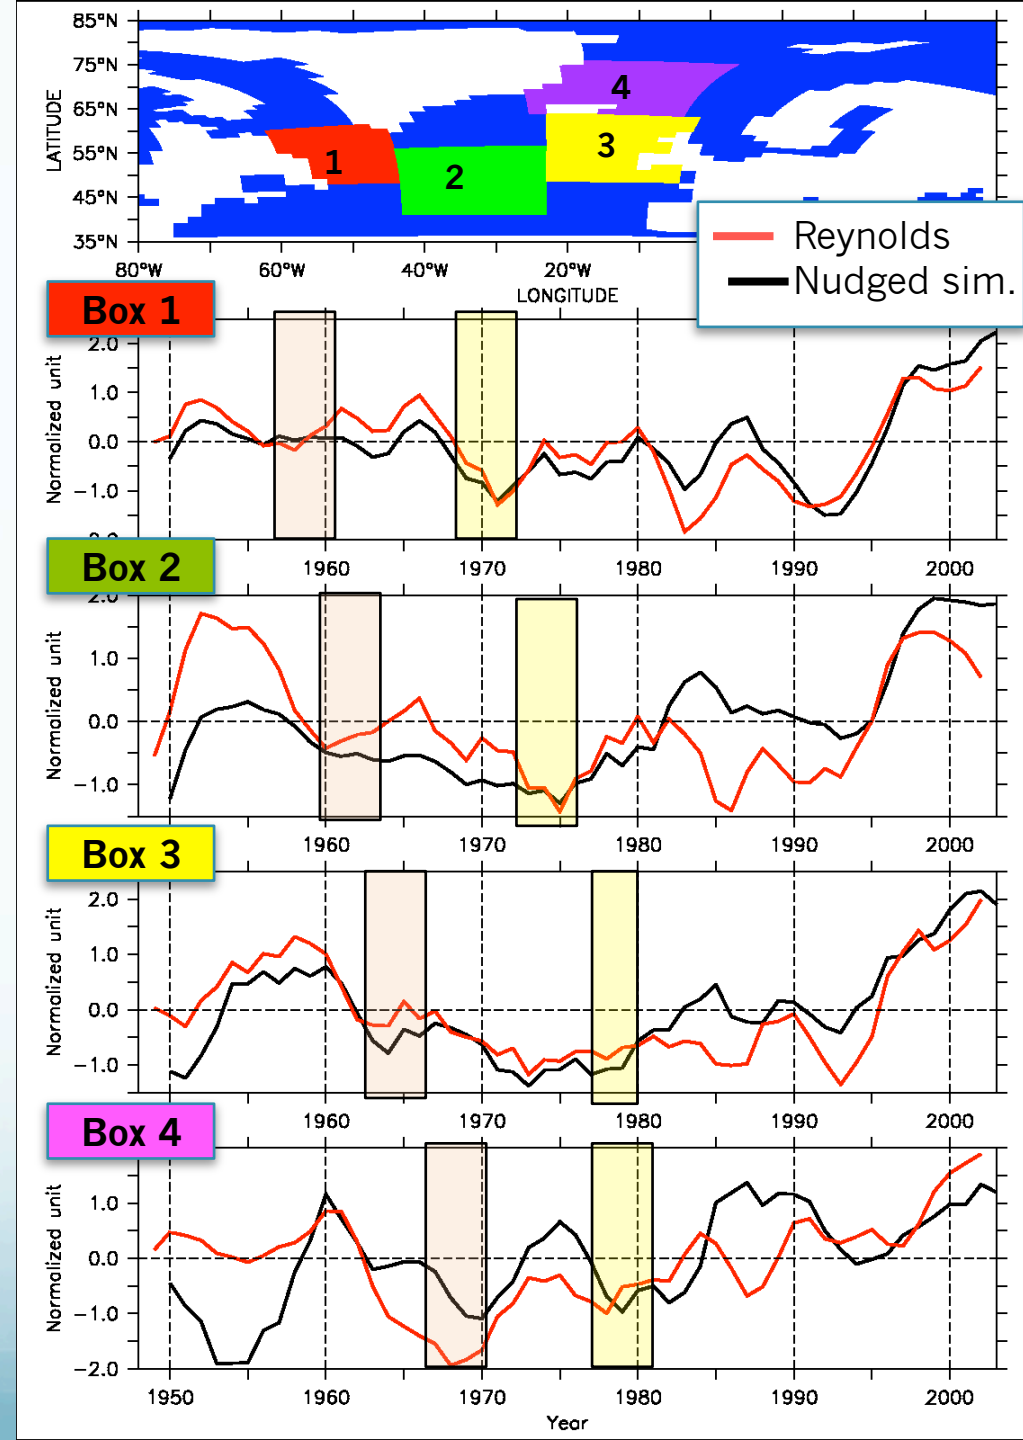 85°N
75°N
65°N
55°N
45°N
35°N
LATITUDE
1
2
3
4
80°W 60°W 40°W 20°W
LONGITUDE
Reynolds
Nudged sim.
Box 1
Normalized unit
2.0
1.0
0.0
−1.0
1960 1970 1980 1990 2000
Box 2
Normalized unit
2.0
1.0
0.0
−1.0
1960 1970 1980 1990 2000
Box 3
Normalized unit
2.0
1.0
0.0
−1.0
1960 1970 1980 1990 2000
Box 4
Normalized unit
1.0
0.0
−1.0
−2.0
1950 1960 1970 1980 1990 2000
Year